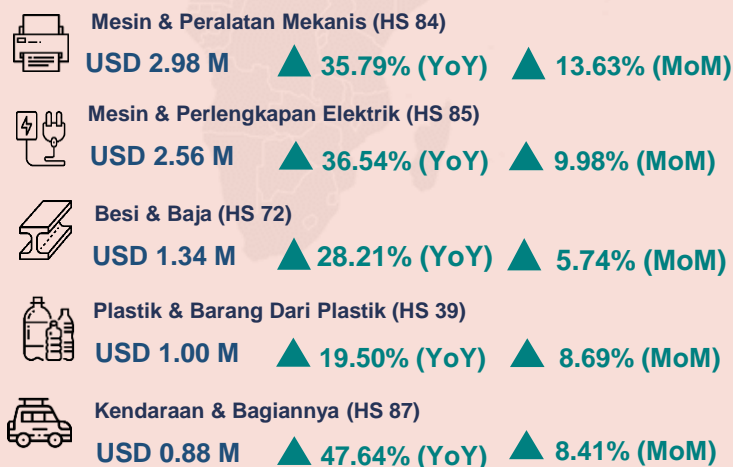 Mesin & Peralatan Mekanis (HS 84)
USD 2.98 M 35.79% (YoY) 13.63% (MoM)
Mesin & Perlengkapan Elektrik (HS 85)
USD 2.56 M 36.54% (YoY) 9.98% (MoM)
Besi & Baja (HS 72)
USD 1.34 M 28.21% (YoY) 5.74% (MoM)
Plastik & Barang Dari Plastik (HS 39)
USD 1.00 M 19.50% (YoY) 8.69% (MoM)
Kendaraan & Bagiannya (HS 87)
USD 0.88 M 47.64% (YoY) 8.41% (MoM)